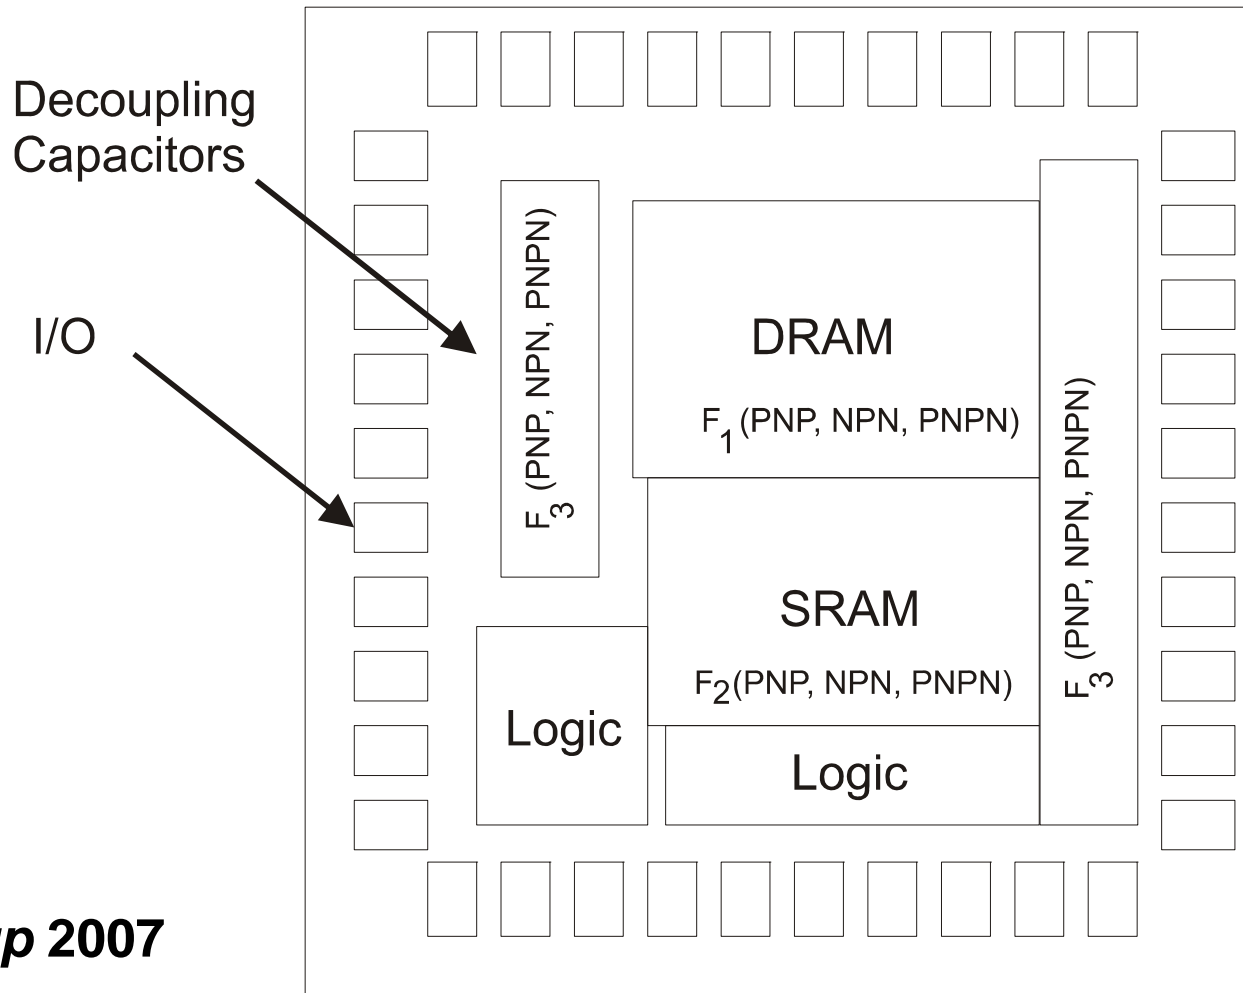 Decoupling
Capacitors
I/O
F3 (PNP, NPN, PNPN)
DRAM
F1 (PNP, NPN, PNPN)
F3 (PNP, NPN, PNPN)
SRAM
F2(PNP, NPN, PNPN)
Logic
Logic
2007